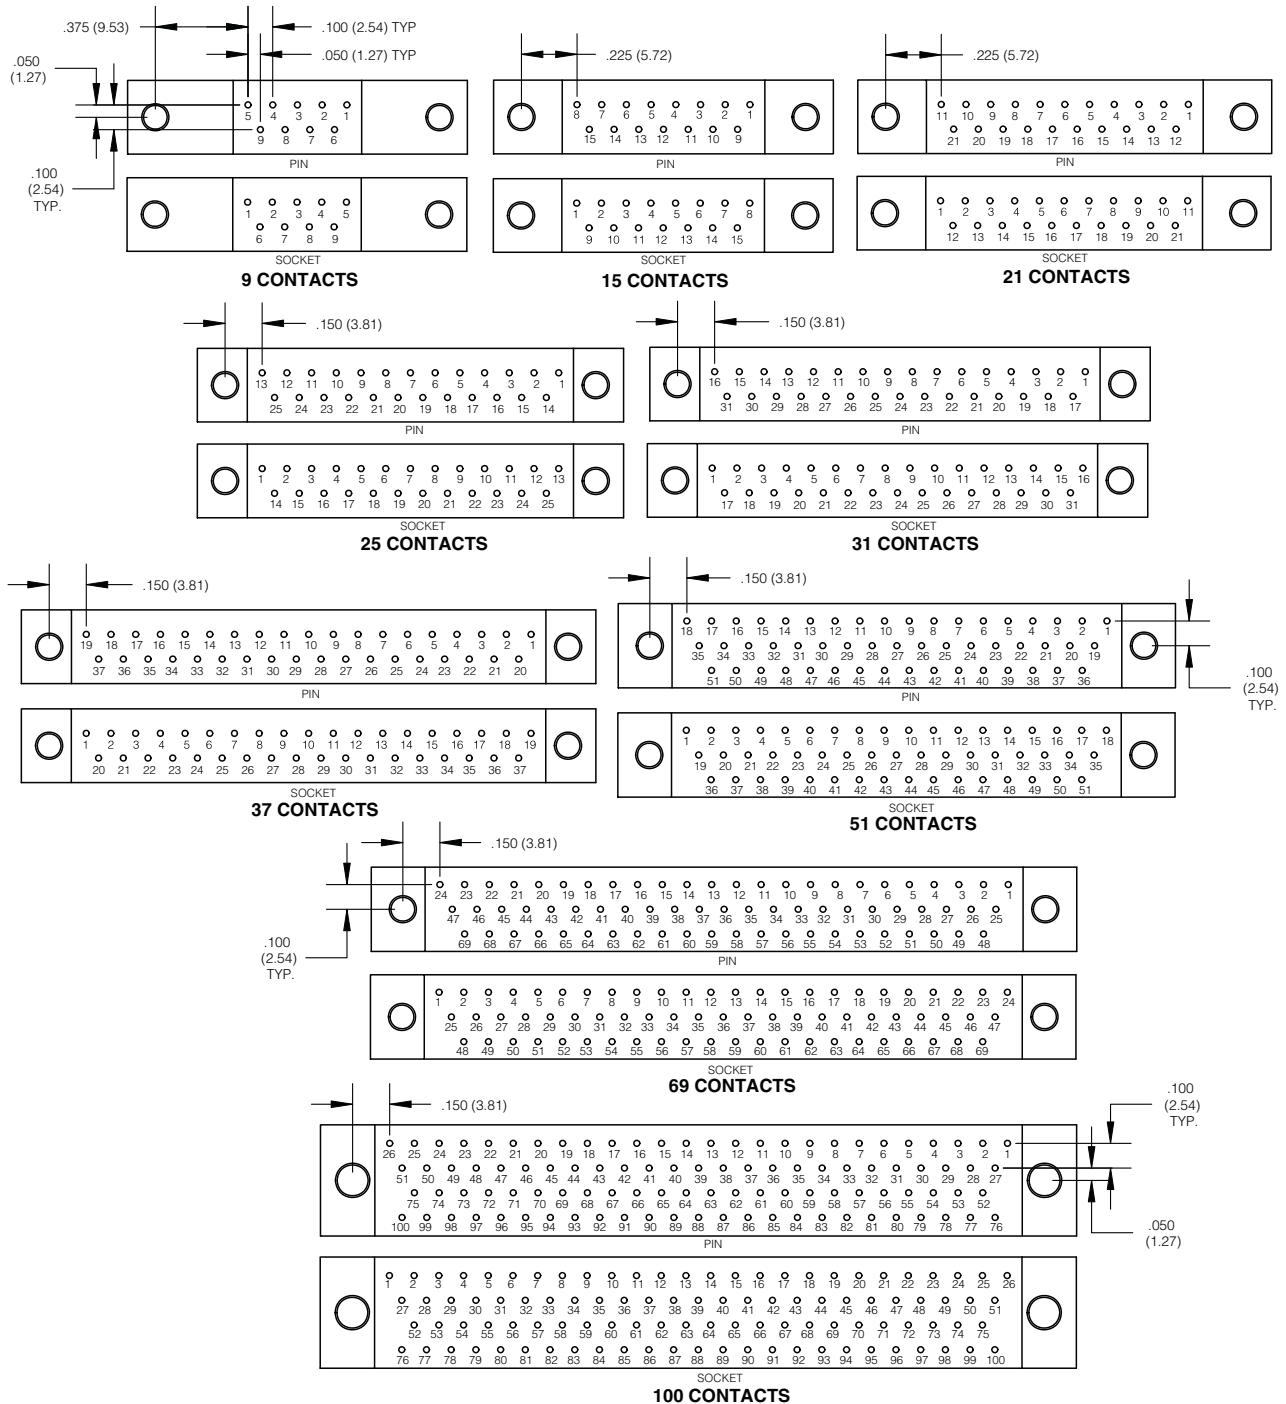 .375 (9.53)
.100 (2.54) TYP
.050 (1.27) TYP
.050
(1.27)
.100
(2.54)
TYP.
5 4 3 2 1
9 8 7 6
PIN
1 2 3 4 5
6 7 8 9
SOCKET
9 CONTACTS
.225 (5.72)
8 7 6 5 4 3 2 1
15 14 13 12 11 10 9
PIN
1 2 3 4 5 6 7 8
9 10 11 12 13 14 15
SOCKET
15 CONTACTS
.225 (5.72)
11 10 9 8 7 6 5 4 3 2 1
21 20 19 18 17 16 15 14 13 12
PIN
1 2 3 4 5 6 7 8 9 10 11
12 13 14 15 16 17 18 19 20 21
SOCKET
21 CONTACTS
.150 (3.81)
13 12 11 10 9 8 7 6 5 4 3 2 1
25 24 23 22 21 20 19 18 17 16 15 14
PIN
1 2 3 4 5 6 7 8 9 10 11 12 13
14 15 16 17 18 19 20 21 22 23 24 25
SOCKET
25 CONTACTS
.150 (3.81)
16 15 14 13 12 11 10 9 8 7 6 5 4 3 2 1
31 30 29 28 27 26 25 24 23 22 21 20 19 18 17
PIN
1 2 3 4 5 6 7 8 9 10 11 12 13 14 15 16
17 18 19 20 21 22 23 24 25 26 27 28 29 30 31
SOCKET
31 CONTACTS
.150 (3.81)
19 18 17 16 15 14 13 12 11 10 9 8 7 6 5 4 3 2 1
37 36 35 34 33 32 31 30 29 28 27 26 25 24 23 22 21 20
PIN
1 2 3 4 5 6 7 8 9 10 11 12 13 14 15 16 17 18 19
20 21 22 23 24 25 26 27 28 29 30 31 32 33 34 35 36 37
SOCKET
37 CONTACTS
.150 (3.81)
18 17 16 15 14 13 12 11 10 9 8 7 6 5 4 3 2 1
35 34 33 32 31 30 29 28 27 26 25 24 23 22 21 20 19
51 50 49 48 47 46 45 44 43 42 41 40 39 38 37 36
PIN
.100
(2.54)
TYP.
1 2 3 4 5 6 7 8 9 10 11 12 13 14 15 16 17 18
19 20 21 22 23 24 25 26 27 28 29 30 31 32 33 34 35
36 37 38 39 40 41 42 43 44 45 46 47 48 49 50 51
SOCKET
51 CONTACTS
.150 (3.81)
.100
(2.54)
TYP.
24 23 22 21 20 19 18 17 16 15 14 13 12 11 10 9 8 7 6 5 4 3 2 1
47 46 45 44 43 42 41 40 39 38 37 36 35 34 33 32 31 30 29 28 27 26 25
69 68 67 66 65 64 63 62 61 60 59 58 57 56 55 54 53 52 51 50 49 48
PIN
1 2 3 4 5 6 7 8 9 10 11 12 13 14 15 16 17 18 19 20 21 22 23 24
25 26 27 28 29 30 31 32 33 34 35 36 37 38 39 40 41 42 43 44 45 46 47
48 49 50 51 52 53 54 55 56 57 58 59 60 61 62 63 64 65 66 67 68 69
SOCKET
69 CONTACTS
.150 (3.81)
.100
(2.54)
TYP.
26 25 24 23 22 21 20 19 18 17 16 15 14 13 12 11 10 9 8 7 6 5 4 3 2 1
51 50 49 48 47 46 45 44 43 42 41 40 39 38 37 36 35 34 33 32 31 30 29 28 27
75 74 73 72 71 70 69 68 67 66 65 64 63 62 61 60 59 58 57 56 55 54 53 52
100 99 98 97 96 95 94 93 92 91 90 89 88 87 86 85 84 83 82 81 80 79 78 77 76
PIN
.050
(1.27)
1 2 3 4 5 6 7 8 9 10 11 12 13 14 15 16 17 18 19 20 21 22 23 24 25 26
27 28 29 30 31 32 33 34 35 36 37 38 39 40 41 42 43 44 45 46 47 48 49 50 51
52 53 54 55 56 57 58 59 60 61 62 63 64 65 66 67 68 69 70 71 72 73 74 75
76 77 78 79 80 81 82 83 84 85 86 87 88 89 90 91 92 93 94 95 96 97 98 99 100
SOCKET
100 CONTACTS